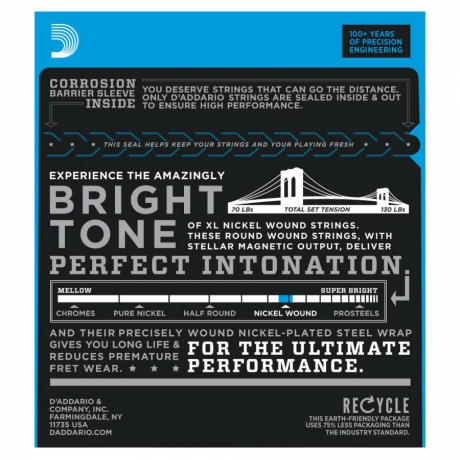 100+ YEARS
OF PRECISION
ENGINEERING
CORROSION
BARRIER SLEEVE
INSIDE
YOU DESERVE STRINGS THAT CAN GO THE DISTANCE.
ONLY D'ADDARIO STRINGS ARE SEALED INSIDE & OUT
TO ENSURE HIGH PERFORMANCE.
THIS SEAL HELPS KEEP YOUR STRINGS AND YOUR PLAYING FRESH
EXPERIENCE THE AMAZINGLY
BRIGHT
TONE
70 LBs TOTAL SET TENSION 130 LBs
OF XL NICKEL WOUND STRINGS.
THESE ROUND WOUND STRINGS, WITH
STELLAR MAGNETIC OUTPUT, DELIVER
PERFECT INTONATION.
MELLOW SUPER BRIGHT
CHROMES PURE NICKEL HALF ROUND NICKEL WOUND PROSTEELS
AND THEIR PRECISELY WOUND NICKEL-PLATED STEEL WRAP
GIVES YOU LONG LIFE &
REDUCES PREMATURE
FRET WEAR.
FOR THE ULTIMATE
PERFORMANCE.
D'ADDARIO &
COMPANY, INC.
FARMINGDALE, NY
11735 USA
DADDARIO.COM
RECYCLE
THIS EARTH-FRIENDLY PACKAGE
USES 75% LESS PACKAGING THAN
THE INDUSTRY STANDARD.